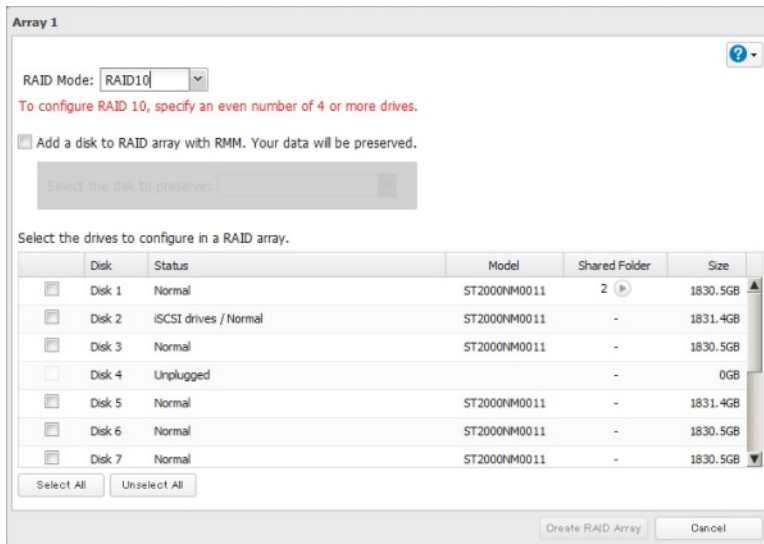 Array 1
RAID Mode: RAID10
To configure RAID 10, specify an even number of 4 or more drives.
Add a disk to RAID array with RMM. Your data will be preserved.
Select the disk to preserve:
Select the drives to configure in a RAID array.
Disk Status Model Shared Folder Size
Disk 1 Normal ST2000NM0011 2 1830.5GB
Disk 2 iSCSI drives / Normal ST2000NM0011 - 1831.4GB
Disk 3 Normal ST2000NM0011 - 1830.5GB
Disk 4 Unplugged - 0GB
Disk 5 Normal ST2000NM0011 - 1831.4GB
Disk 6 Normal ST2000NM0011 - 1830.5GB
Disk 7 Normal ST2000NM0011 - 1830.5GB
Select All Unselect All
Create RAID Array Cancel